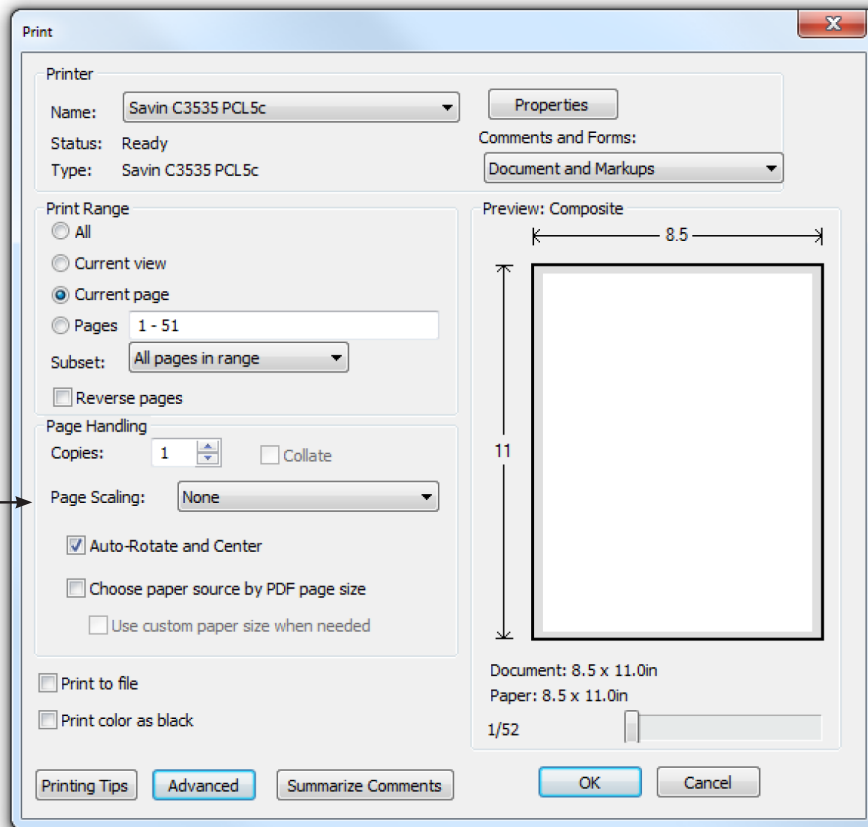 Print
Printer
Name: Savin C3535 PCL5c
Properties
Status: Ready
Comments and Forms:
Type: Savin C3535 PCL5c
Document and Markups
Print Range
All
Current view
Current page
Pages 1 - 51
Subset: All pages in range
Reverse pages
Page Handling
Copies: 1 Collate
Page Scaling: None
Auto-Rotate and Center
Choose paper source by PDF page size
Use custom paper size when needed
Print to file
Print color as black
Preview: Composite
8.5
11
Document: 8.5 x 11.0in
Paper: 8.5 x 11.0in
1/52
Printing Tips Advanced Summarize Comments OK Cancel